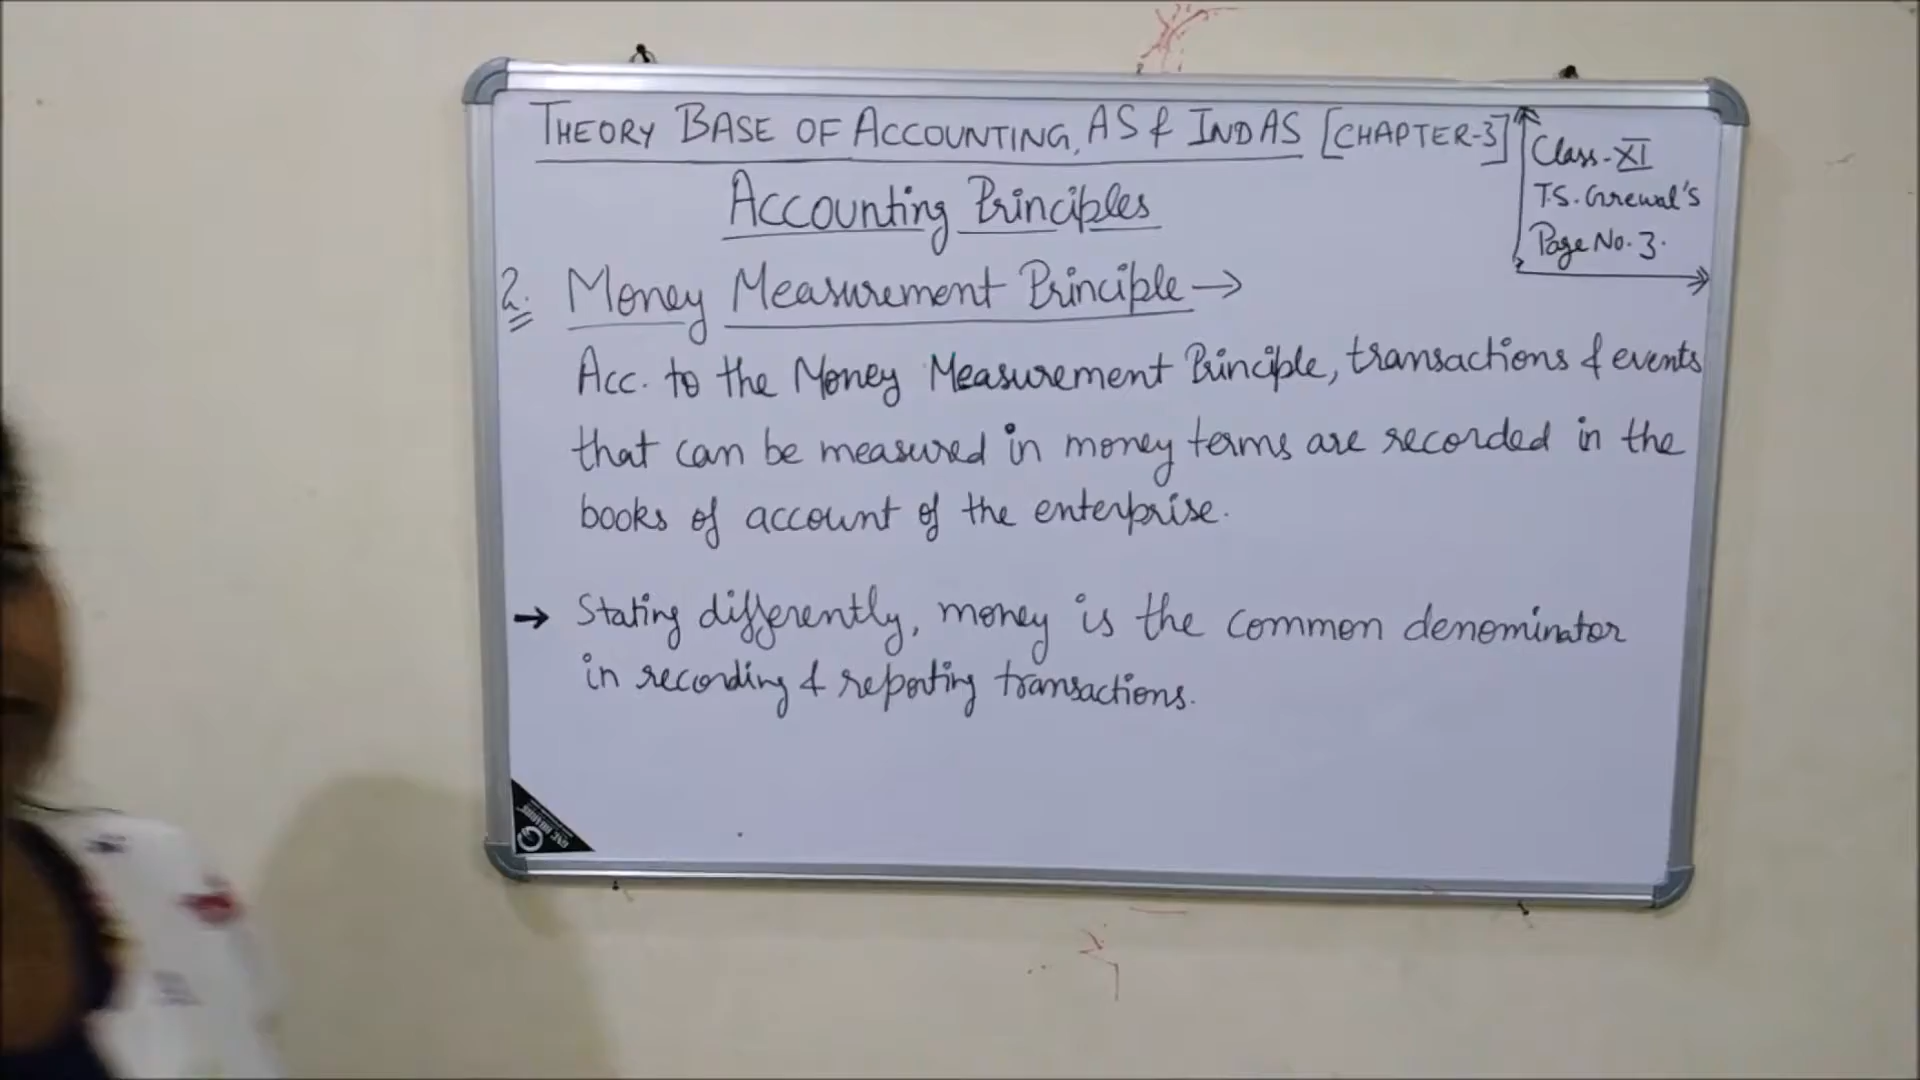 THEORY BASE OF ACCOUNTING, AS & IND AS [CHAPTER-3]
Class-XI
T.S. Grewal's
Page No. 3.
Accounting Principles
2. Money Measurement Principle →
Acc. to the Money Measurement Principle, transactions & events
that can be measured in money terms are recorded in the
books of account of the enterprise.
→ Stating differently, money is the common denominator
in recording & reporting transactions.